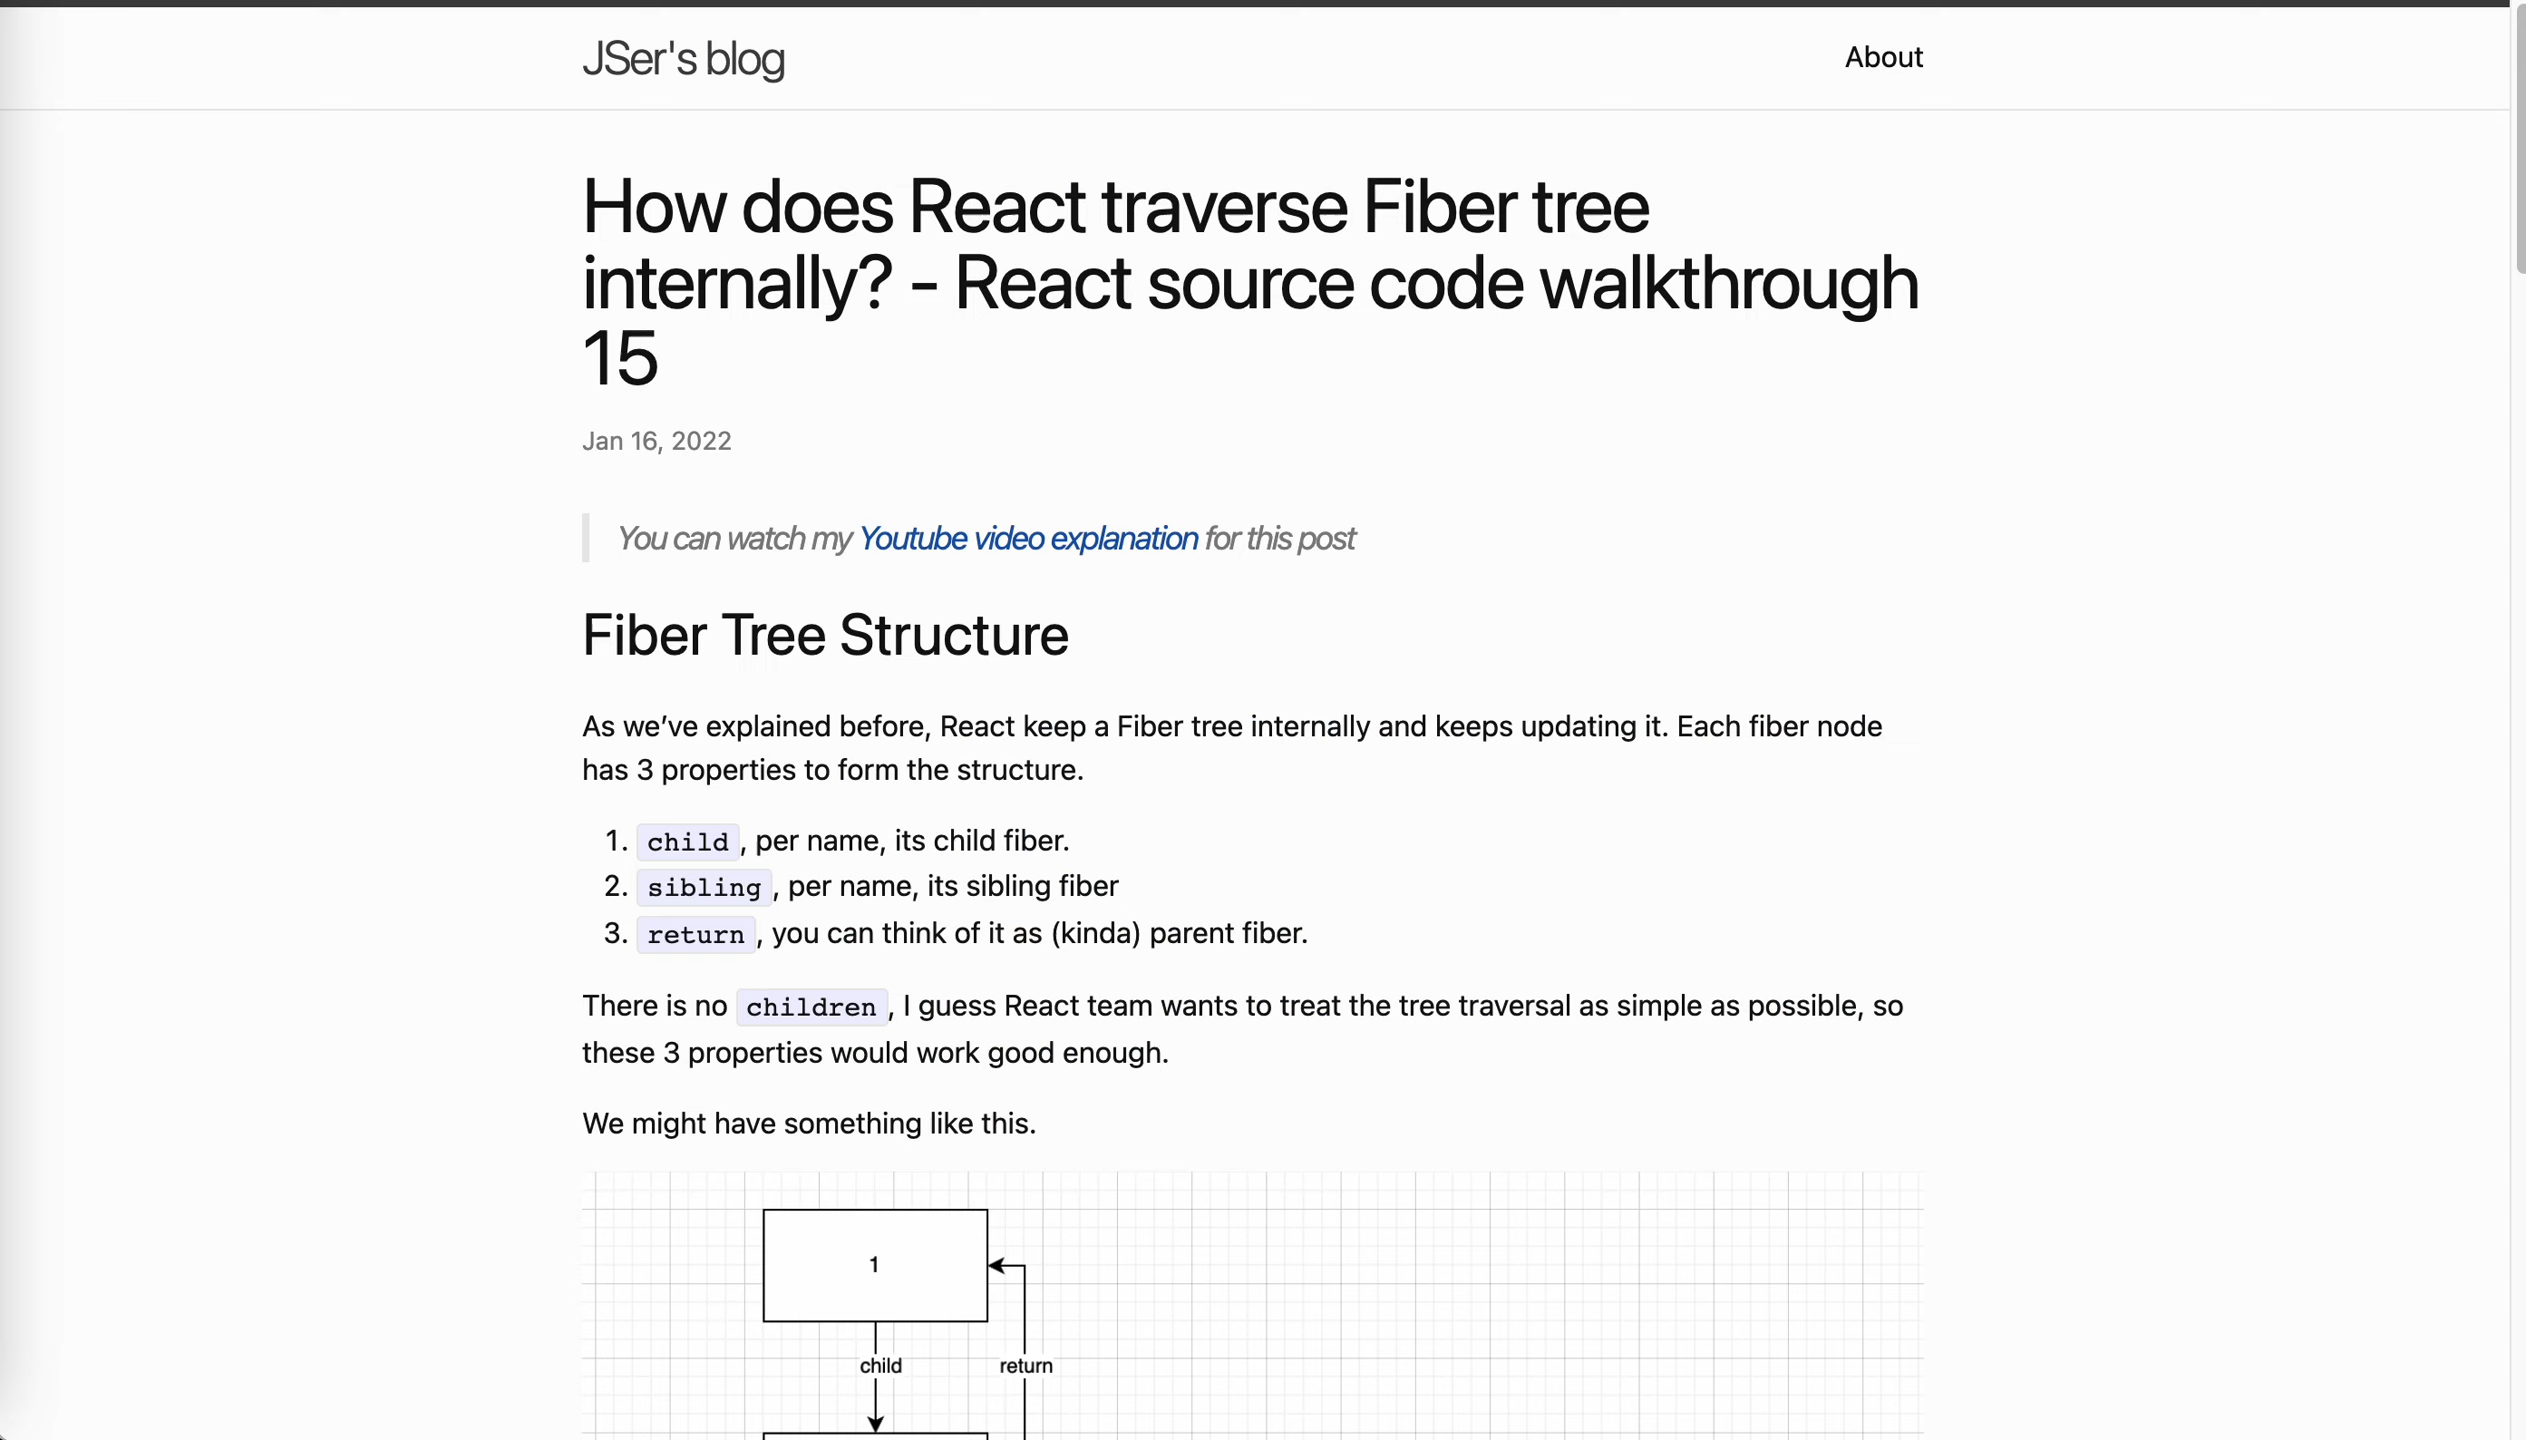 JSer's blog
About
How does React traverse Fiber tree
internally? - React source code walkthrough
15
Jan 16, 2022
You can watch my Youtube video explanation for this post
Fiber Tree Structure
As we’ve explained before, React keep a Fiber tree internally and keeps updating it. Each fiber node
has 3 properties to form the structure.
1. child, per name, its child fiber.
2. sibling, per name, its sibling fiber
3. return, you can think of it as (kinda) parent fiber.
There is no children, I guess React team wants to treat the tree traversal as simple as possible, so
these 3 properties would work good enough.
We might have something like this.
1
child
return